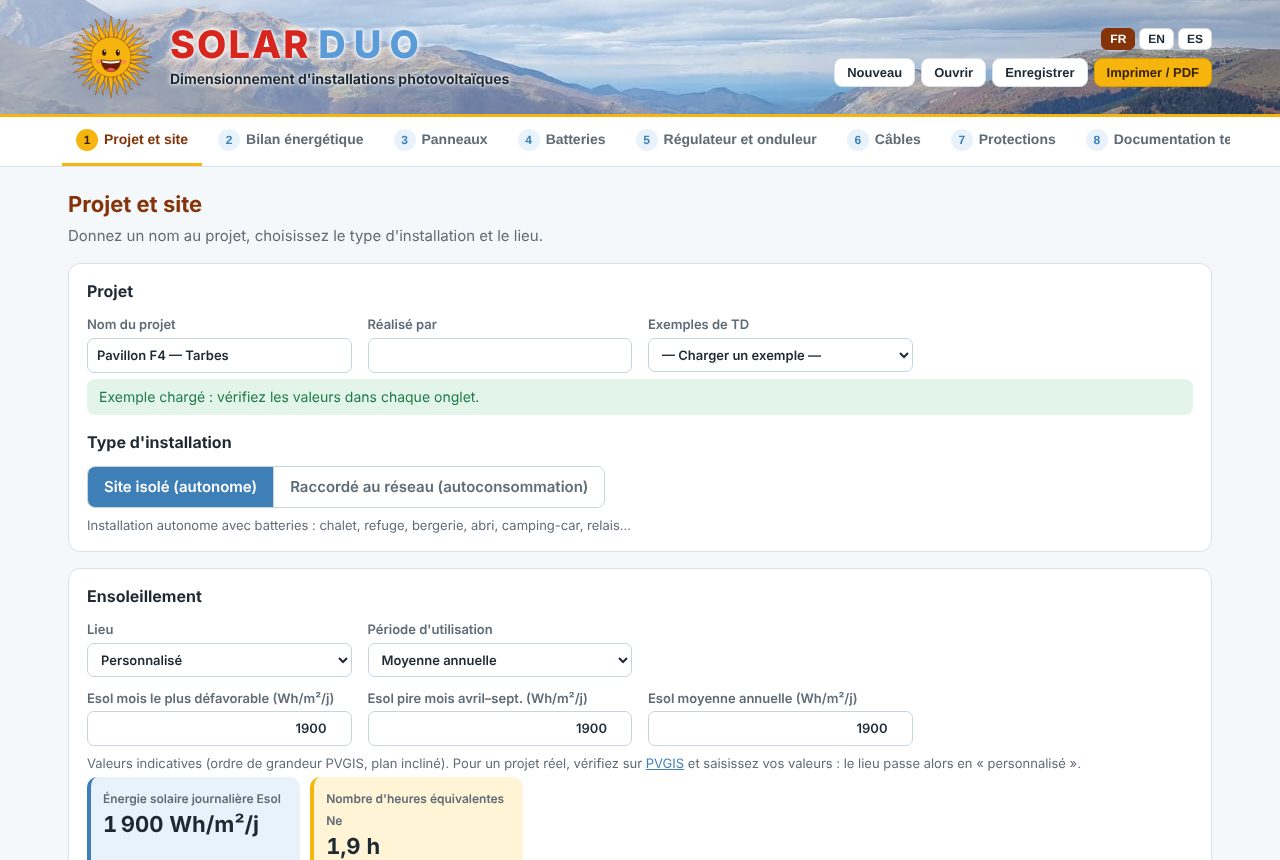 SOLAR DUO
Dimensionnement d'installations photovoltaïques
FR EN ES
Nouveau Ouvrir Enregistrer Imprimer / PDF
1 Projet et site 2 Bilan énergétique 3 Panneaux 4 Batteries 5 Régulateur et onduleur 6 Câbles 7 Protections 8 Documentation te
Projet et site
Donnez un nom au projet, choisissez le type d'installation et le lieu.
Projet
Nom du projet Réalisé par Exemples de TD
Pavillon F4 — Tarbes — Charger un exemple —
Exemple chargé : vérifiez les valeurs dans chaque onglet.
Type d'installation
Site isolé (autonome) Raccordé au réseau (autoconsommation)
Installation autonome avec batteries : chalet, refuge, bergerie, abri, camping-car, relais...
Ensoleillement
Lieu Période d'utilisation
Personnalisé Moyenne annuelle
Esol mois le plus défavorable (Wh/m²/j) Esol pire mois avril–sept. (Wh/m²/j) Esol moyenne annuelle (Wh/m²/j)
1900 1900 1900
Valeurs indicatives (ordre de grandeur PVGIS, plan incliné). Pour un projet réel, vérifiez sur PVGIS et saisissez vos valeurs : le lieu passe alors en « personnalisé ».
Énergie solaire journalière Esol
1 900 Wh/m²/j
Nombre d'heures équivalentes
Ne
1,9 h